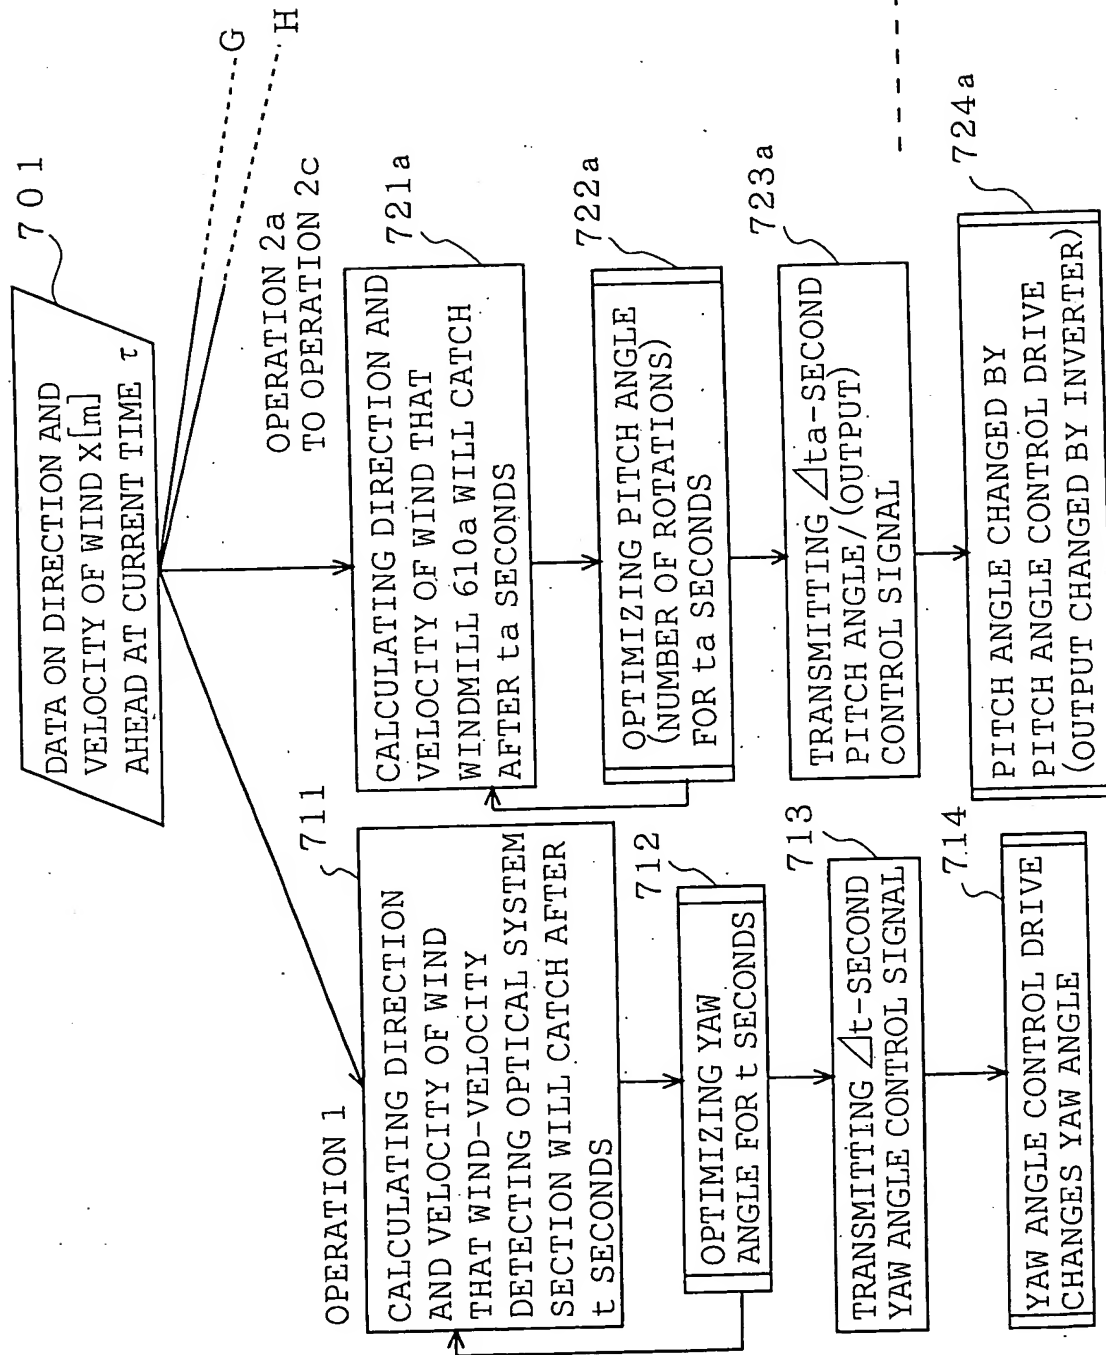 701
DATA ON DIRECTION AND
VELOCITY OF WIND X[m]
AHEAD AT CURRENT TIME τ
G
H
OPERATION 1
711
CALCULATING DIRECTION
AND VELOCITY OF WIND
THAT WIND-VELOCITY
DETECTING OPTICAL SYSTEM
SECTION WILL CATCH AFTER
t SECONDS
712
OPTIMIZING YAW
ANGLE FOR t SECONDS
713
TRANSMITTING ⊿t-SECOND
YAW ANGLE CONTROL SIGNAL
714
YAW ANGLE CONTROL DRIVE
CHANGES YAW ANGLE
OPERATION 2a
TO OPERATION 2c
721a
CALCULATING DIRECTION AND
VELOCITY OF WIND THAT
WINDMILL 610a WILL CATCH
AFTER ta SECONDS
722a
OPTIMIZING PITCH ANGLE
(NUMBER OF ROTATIONS)
FOR ta SECONDS
723a
TRANSMITTING ⊿ta-SECOND
PITCH ANGLE/(OUTPUT)
CONTROL SIGNAL
724a
PITCH ANGLE CHANGED BY
PITCH ANGLE CONTROL DRIVE
(OUTPUT CHANGED BY INVERTER)